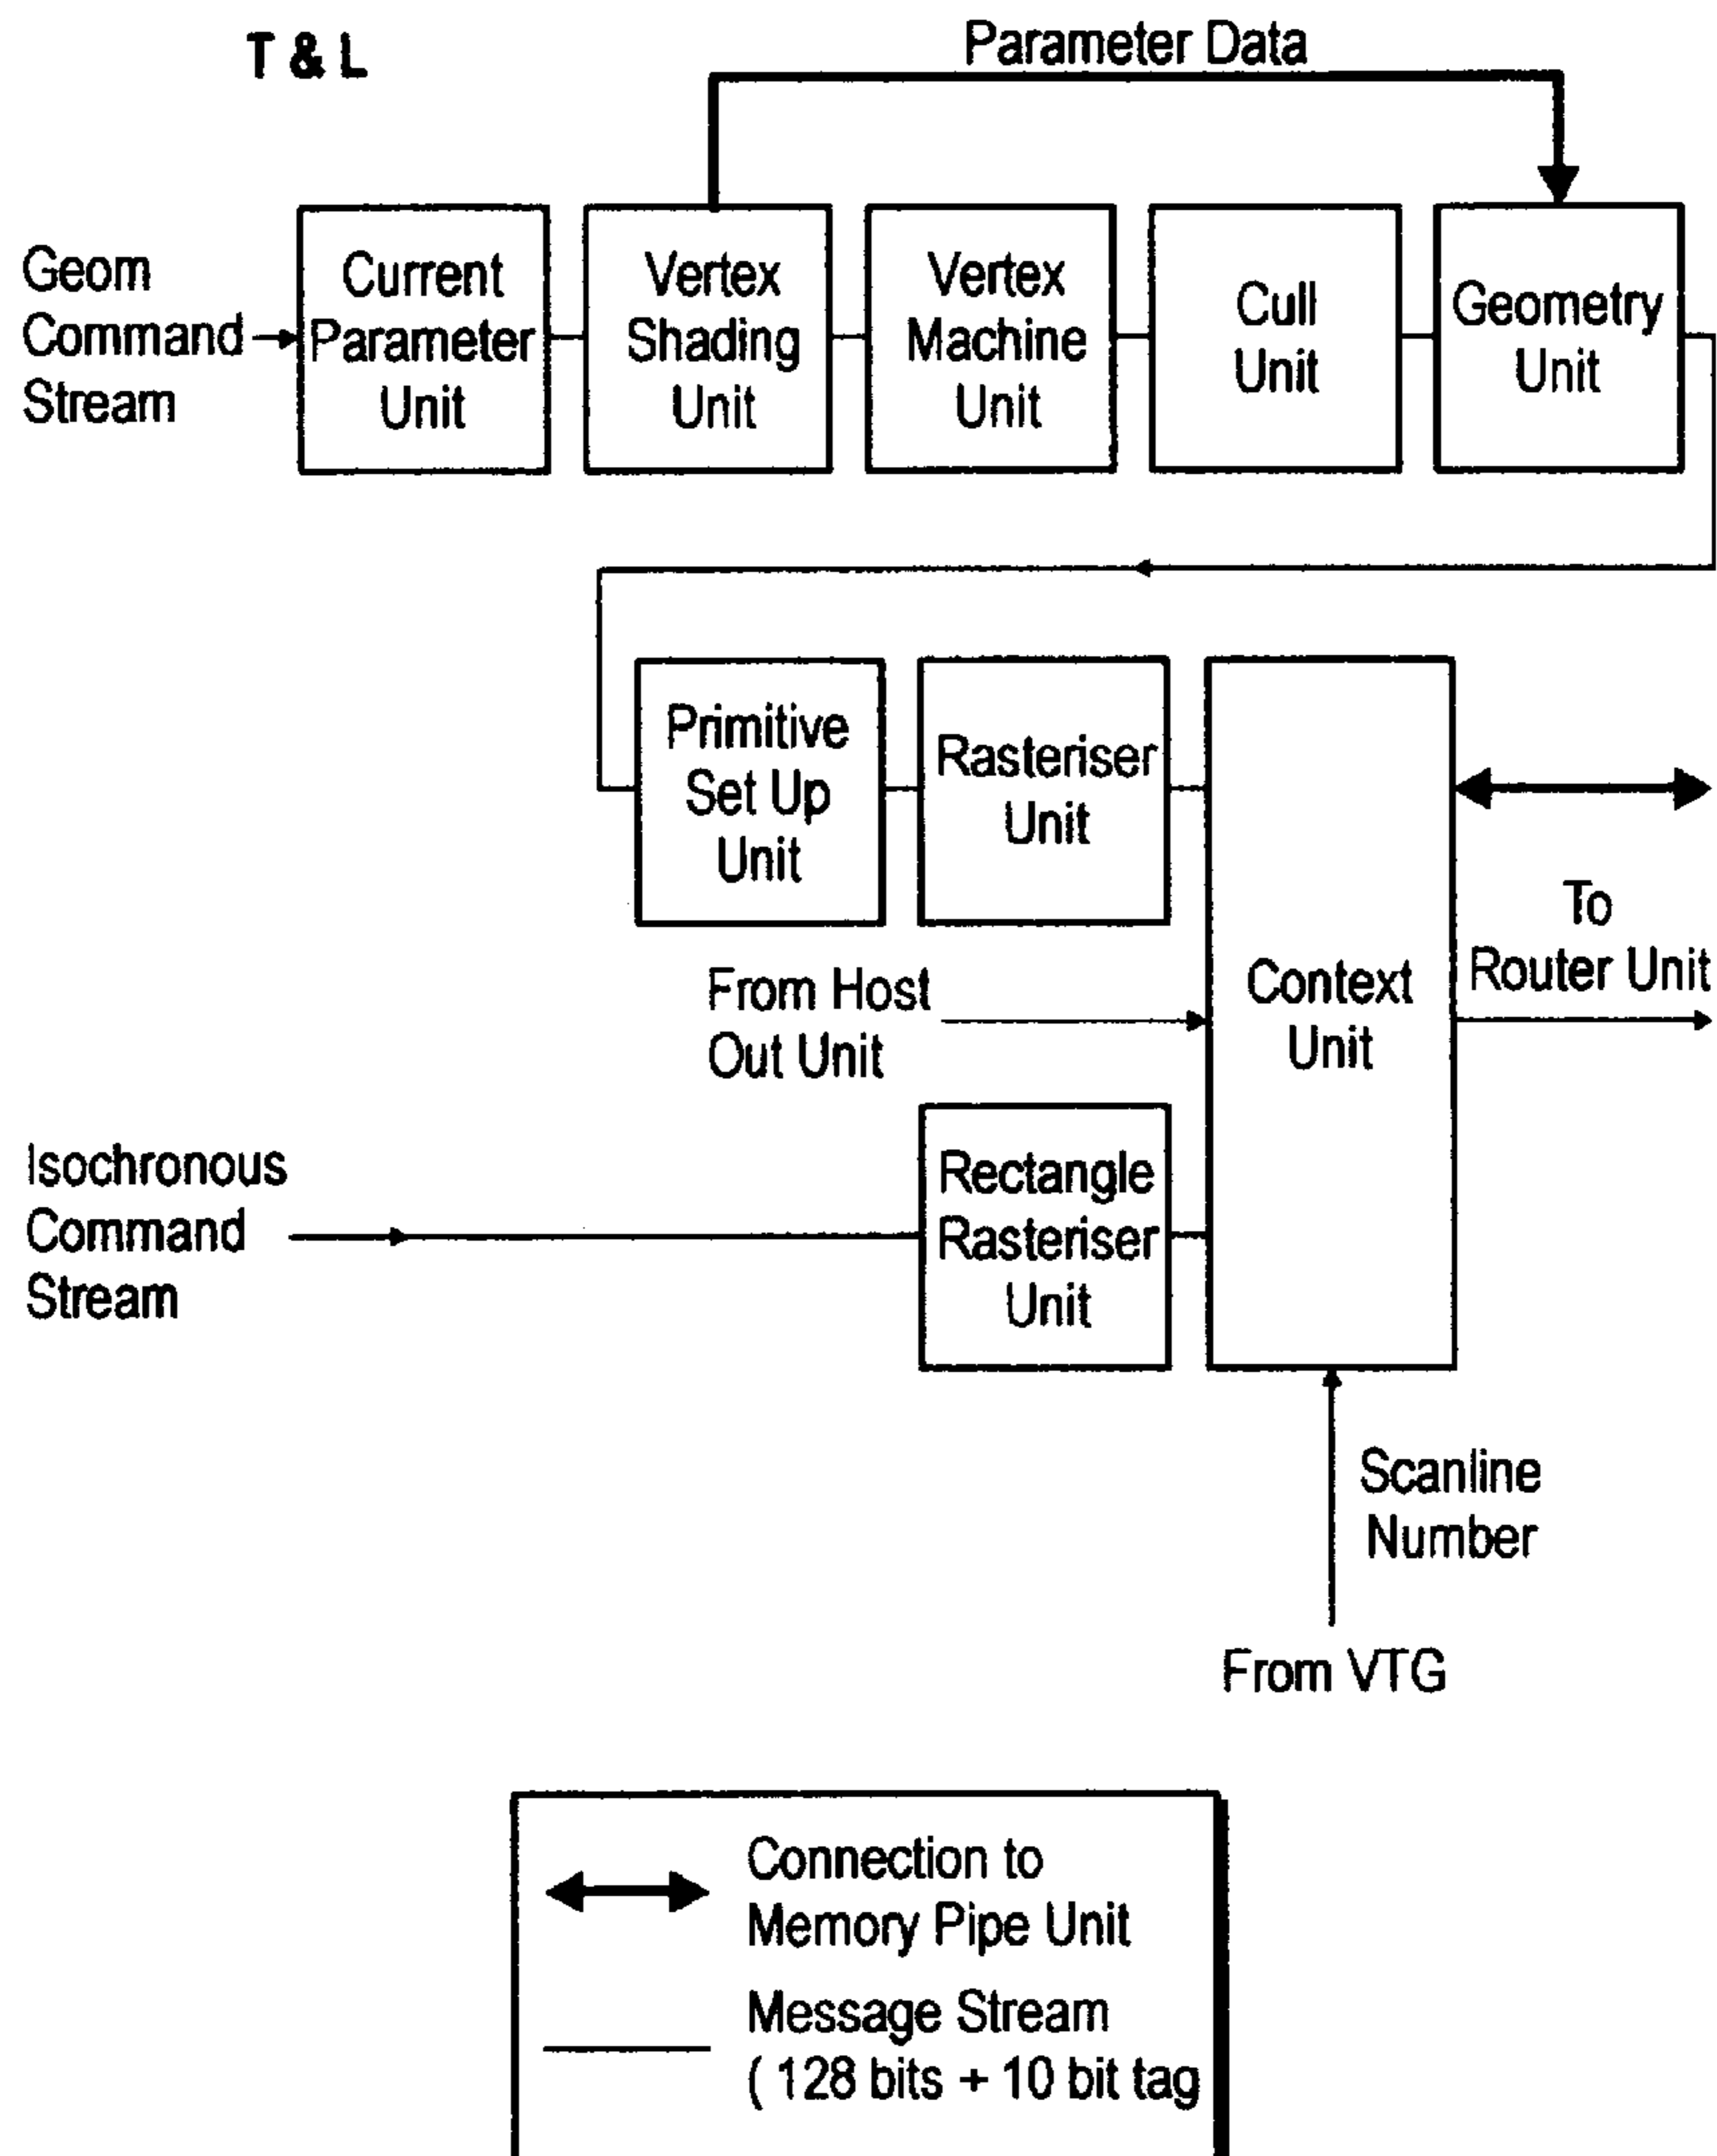 T & L
Parameter Data
Geom
Command
Stream
Current
Parameter
Unit
Vertex
Shading
Unit
Vertex
Machine
Unit
Cull
Unit
Geometry
Unit
Primitive
Set Up
Unit
Rasteriser
Unit
Context
Unit
To
Router Unit
From Host
Out Unit
Isochronous
Command
Stream
Rectangle
Rasteriser
Unit
Scanline
Number
From VTG
Connection to
Memory Pipe Unit
Message Stream
( 128 bits + 10 bit tag